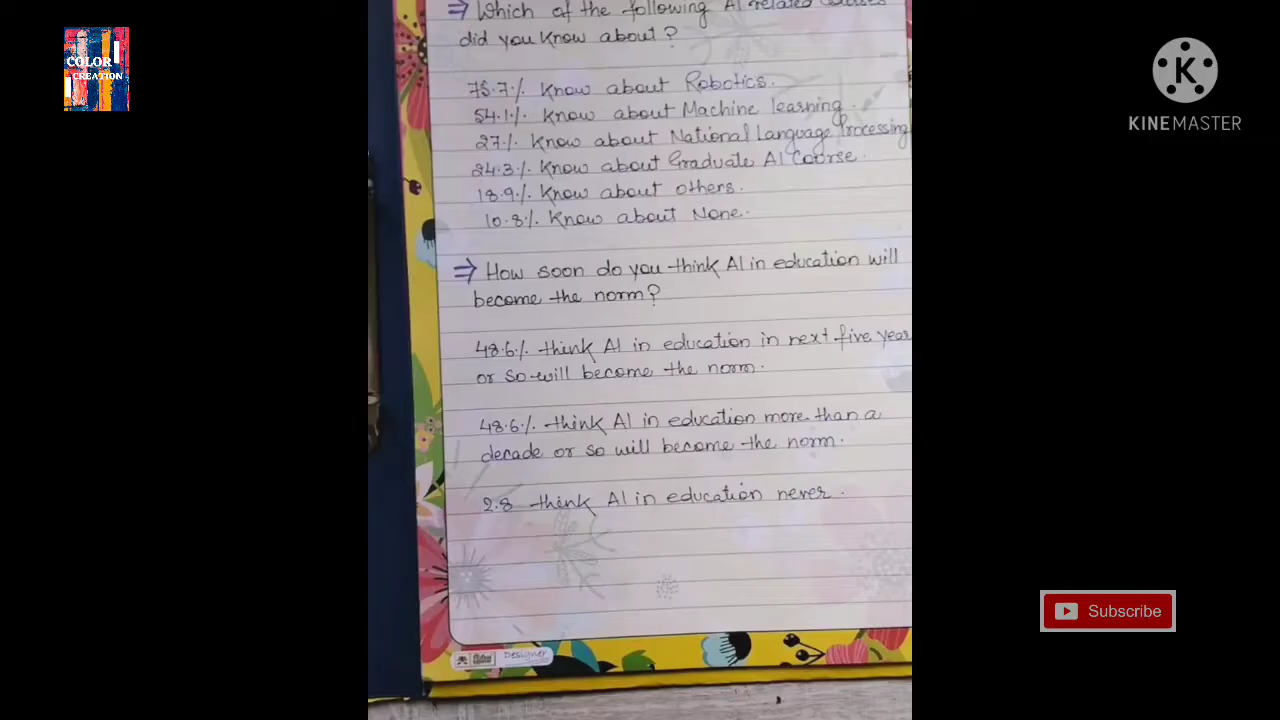 COLOR
CREATION
K
KINEMASTER
⇒ Which of the following AI related
did you know about?
75.7% Know about Robotics.
54.1% Know about Machine learning.
27% Know about National Language Processing
24.3% Know about Graduate AI Course.
18.9% Know about others.
10.8% Know about None.
⇒ How soon do you think AI in education will
become the norm?
48.6% think AI in education in next five year
or so will become the norm.
48.6% think AI in education more than a
decade or so will become the norm.
2.8 think AI in education never.
Designer
Subscribe